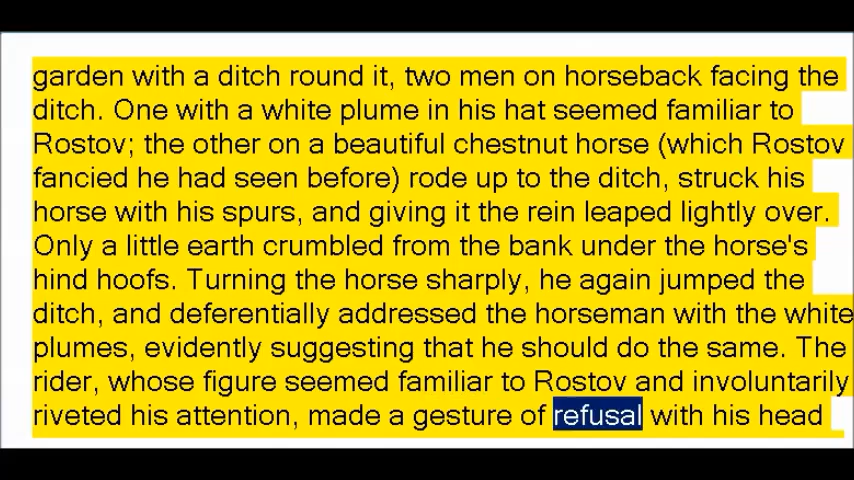 garden with a ditch round it, two men on horseback facing the
ditch. One with a white plume in his hat seemed familiar to
Rostov; the other on a beautiful chestnut horse (which Rostov
fancied he had seen before) rode up to the ditch, struck his
horse with his spurs, and giving it the rein leaped lightly over.
Only a little earth crumbled from the bank under the horse's
hind hoofs. Turning the horse sharply, he again jumped the
ditch, and deferentially addressed the horseman with the white
plumes, evidently suggesting that he should do the same. The
rider, whose figure seemed familiar to Rostov and involuntarily
riveted his attention, made a gesture of refusal with his head